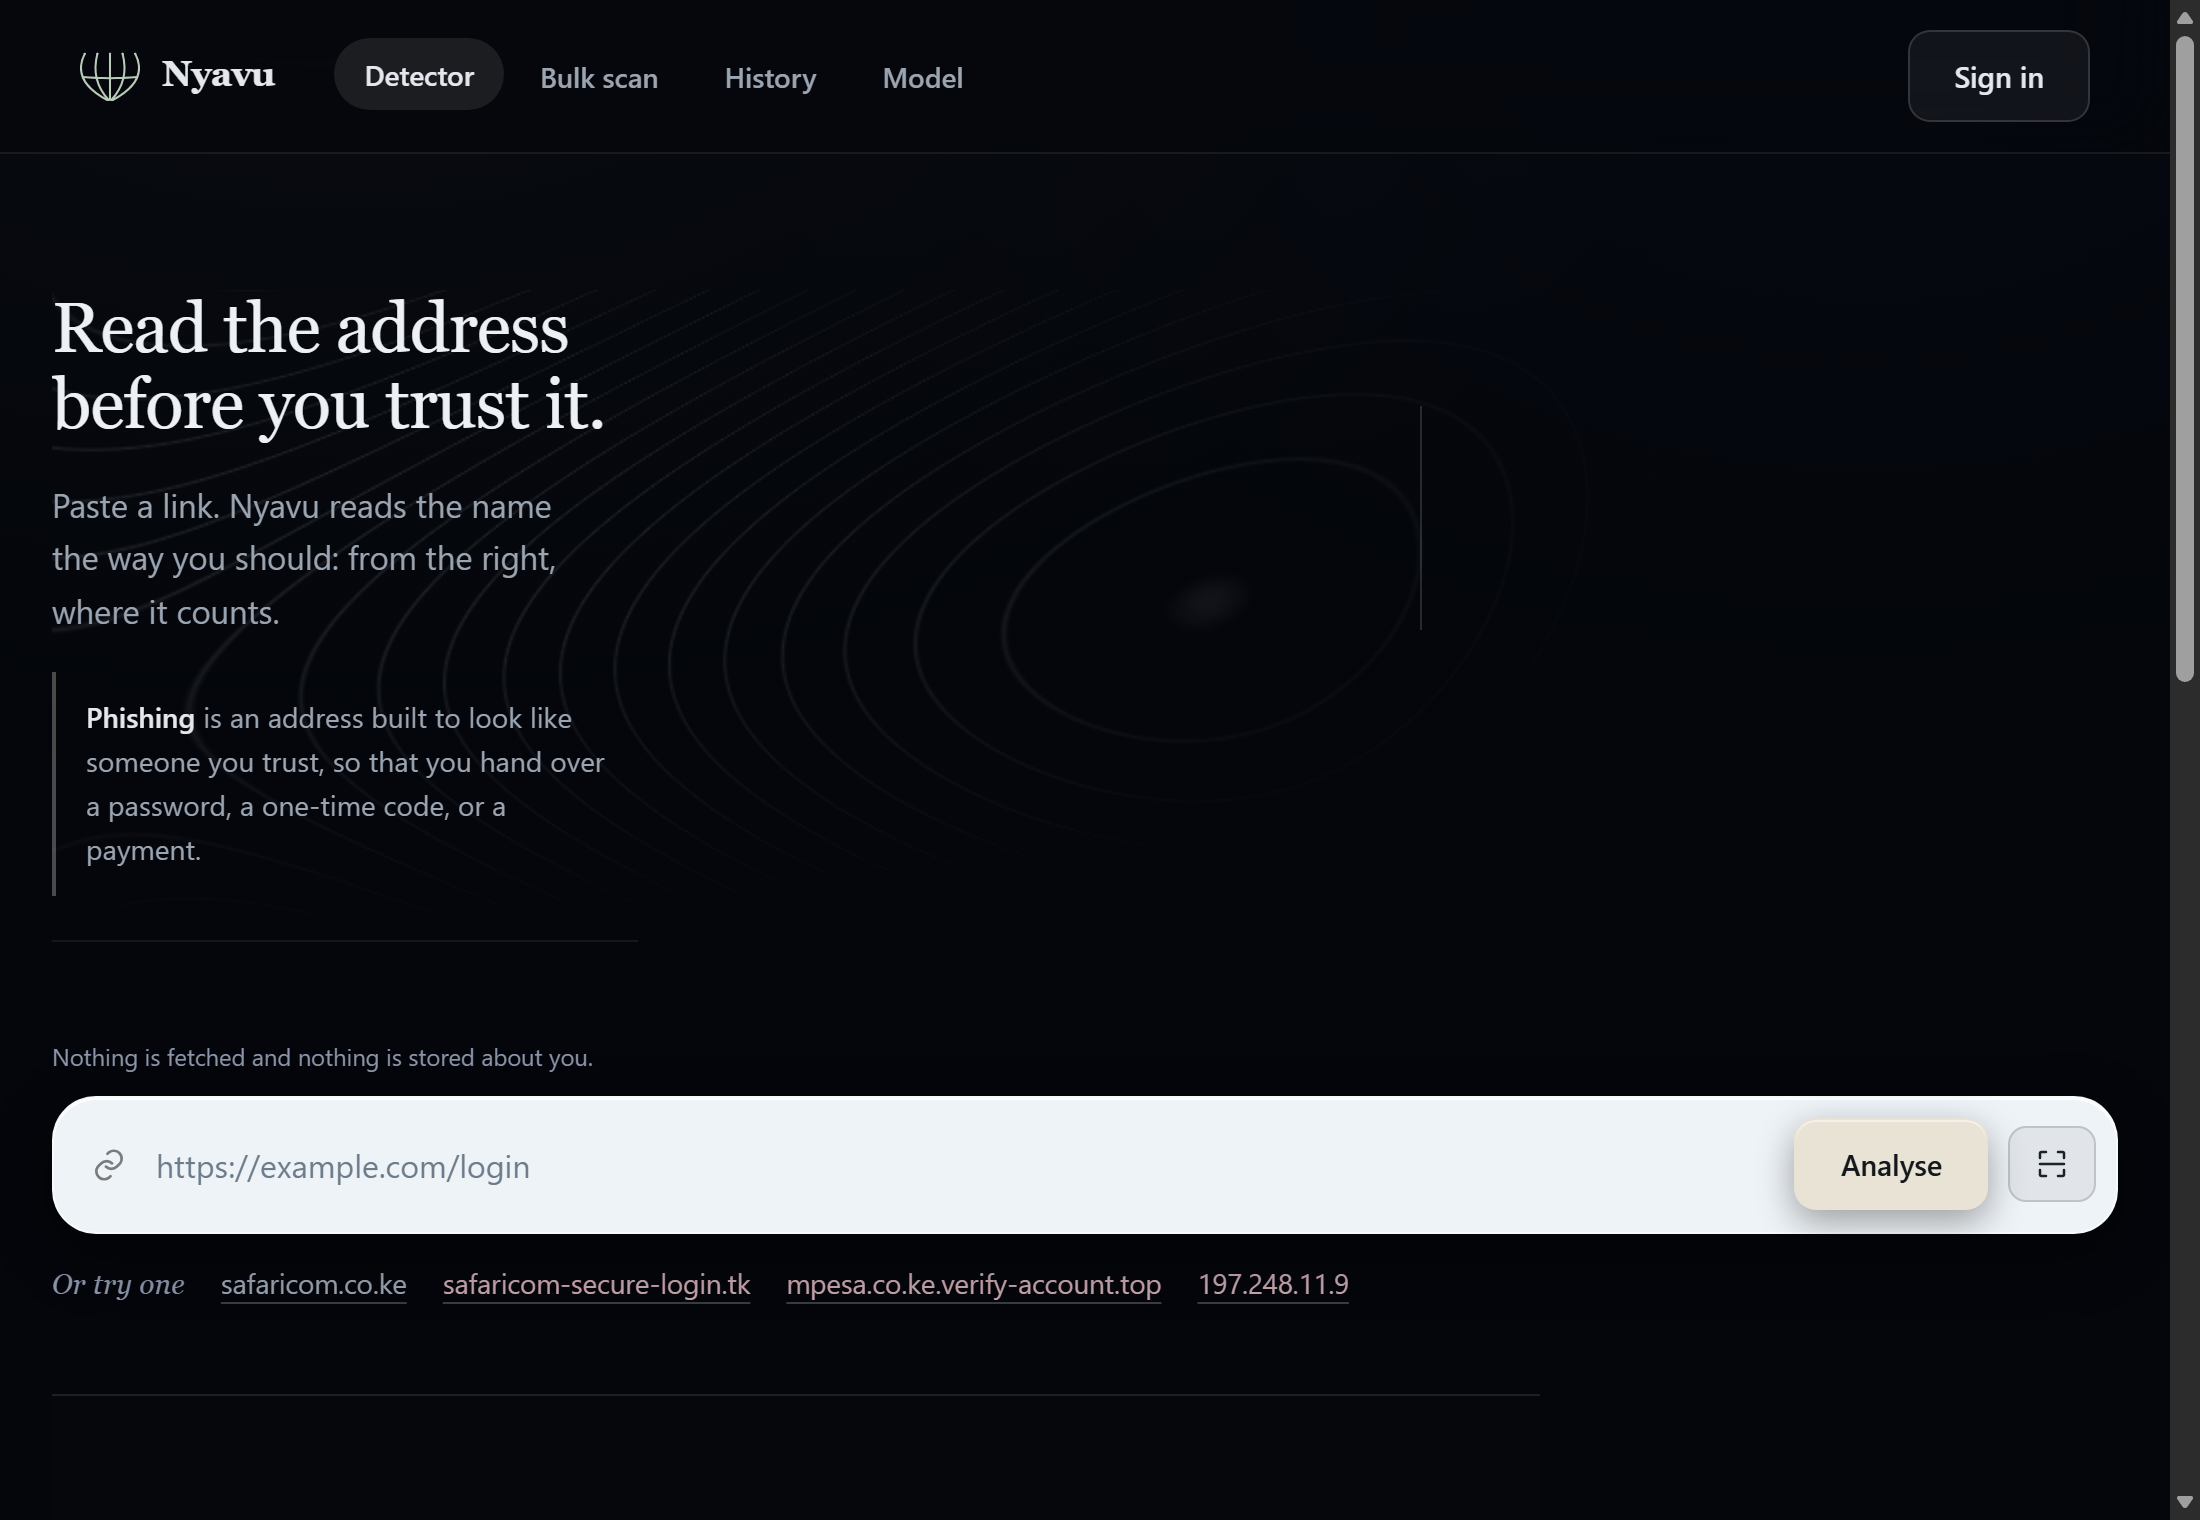 Nyavu
Detector
Bulk scan
History
Model
Sign in
Read the address
before you trust it.
Paste a link. Nyavu reads the name
the way you should: from the right,
where it counts.
Phishing is an address built to look like
someone you trust, so that you hand over
a password, a one-time code, or a
payment.
Nothing is fetched and nothing is stored about you.
https://example.com/login
Analyse
Or try one safaricom.co.ke safaricom-secure-login.tk mpesa.co.ke.verify-account.top 197.248.11.9